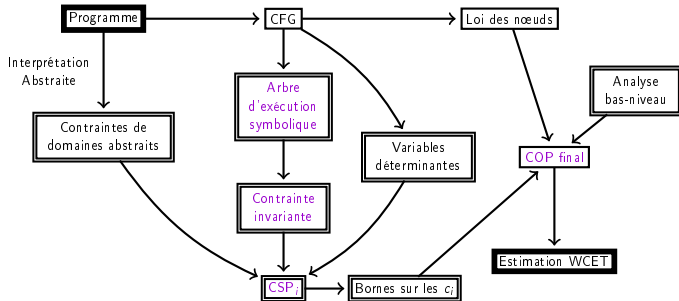 Programme
CFG
Loi des nœuds
Interprétation
Abstraite
Arbre
d'exécution
symbolique
Analyse
bas-niveau
Contraintes de
domaines abstraits
Variables
déterminantes
COP final
Contrainte
invariante
Estimation WCET
CSP_i
Bornes sur les c_i